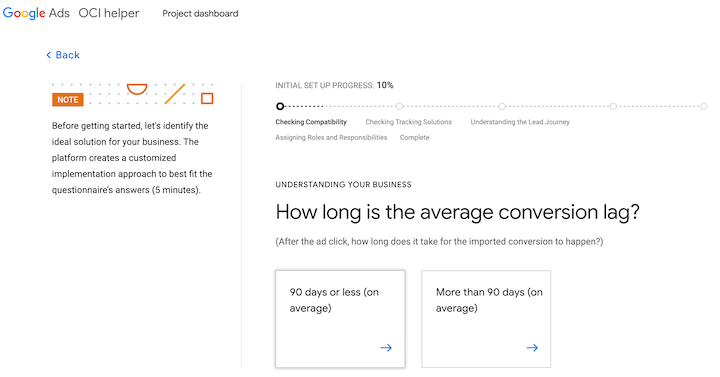 Google Ads OCI helper Project dashboard
Back
NOTE
Before getting started, let's identify the
ideal solution for your business. The
platform creates a customized
implementation approach to best fit the
questionnaire's answers (5 minutes).
INITIAL SET UP PROGRESS: 10%
Checking Compatibility Checking Tracking Solutions Understanding the Lead Journey
Assigning Roles and Responsibilities Complete
UNDERSTANDING YOUR BUSINESS
How long is the average conversion lag?
(After the ad click, how long does it take for the imported conversion to happen?)
90 days or less (on
average)
More than 90 days (on
average)